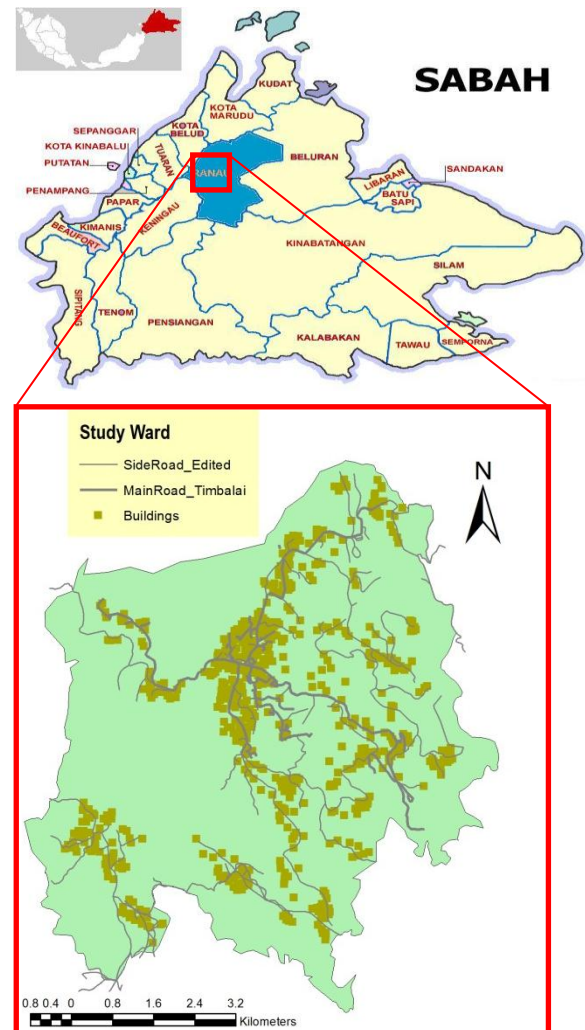 SABAH
KUDAT
KOTA
MARUDU
KOTA
BELUD
SEPANGGAR
KOTA KINABALU
PUTATAN
TUARAN
RANAU
BELURAN
PENAMPANG
LIBARAN
SANDAKAN
BATU
SAPI
PAPAR
KIMANIS
KENINGAU
BEAUFORT
KINABATANGAN
SILAM
SIPITANG
TENOM
PENSIANGAN
KALABAKAN
TAWAU
SEMPORNA
Study Ward
SideRoad_Edited
MainRoad_Timbalai
Buildings
N
0.8 0.4 0 0.8 1.6 2.4 3.2
Kilometers